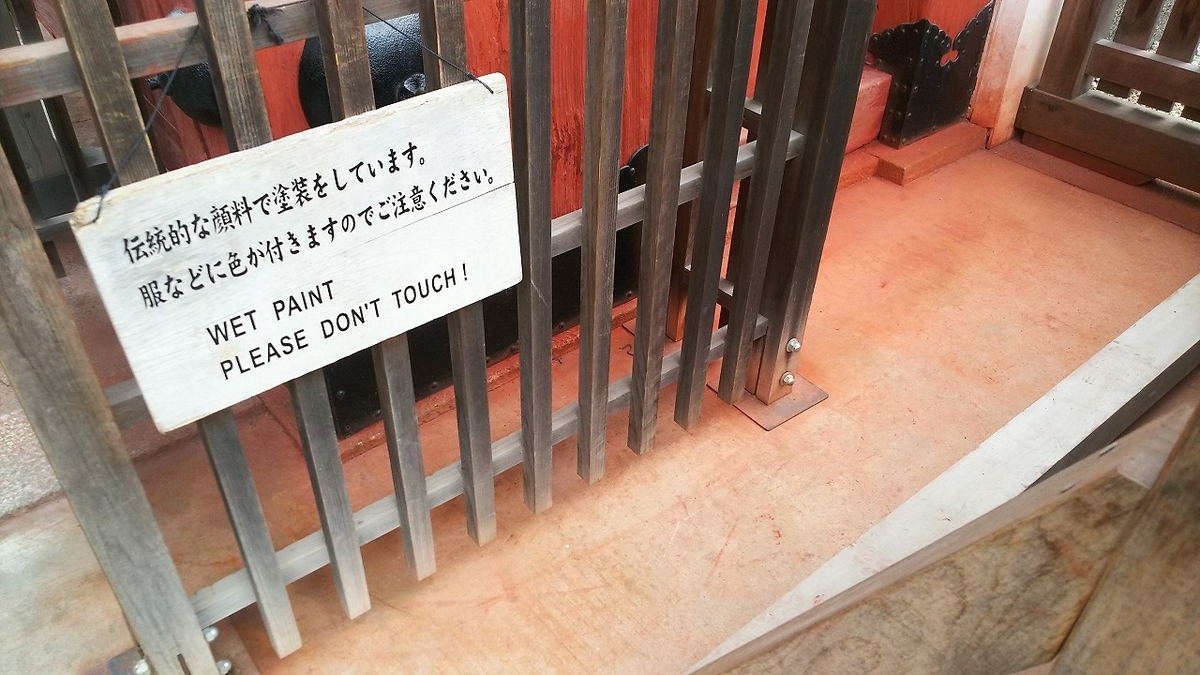 伝統的な顔料で塗装をしています。
服などに色が付きますのでご注意ください。
WET PAINT
PLEASE DON'T TOUCH!